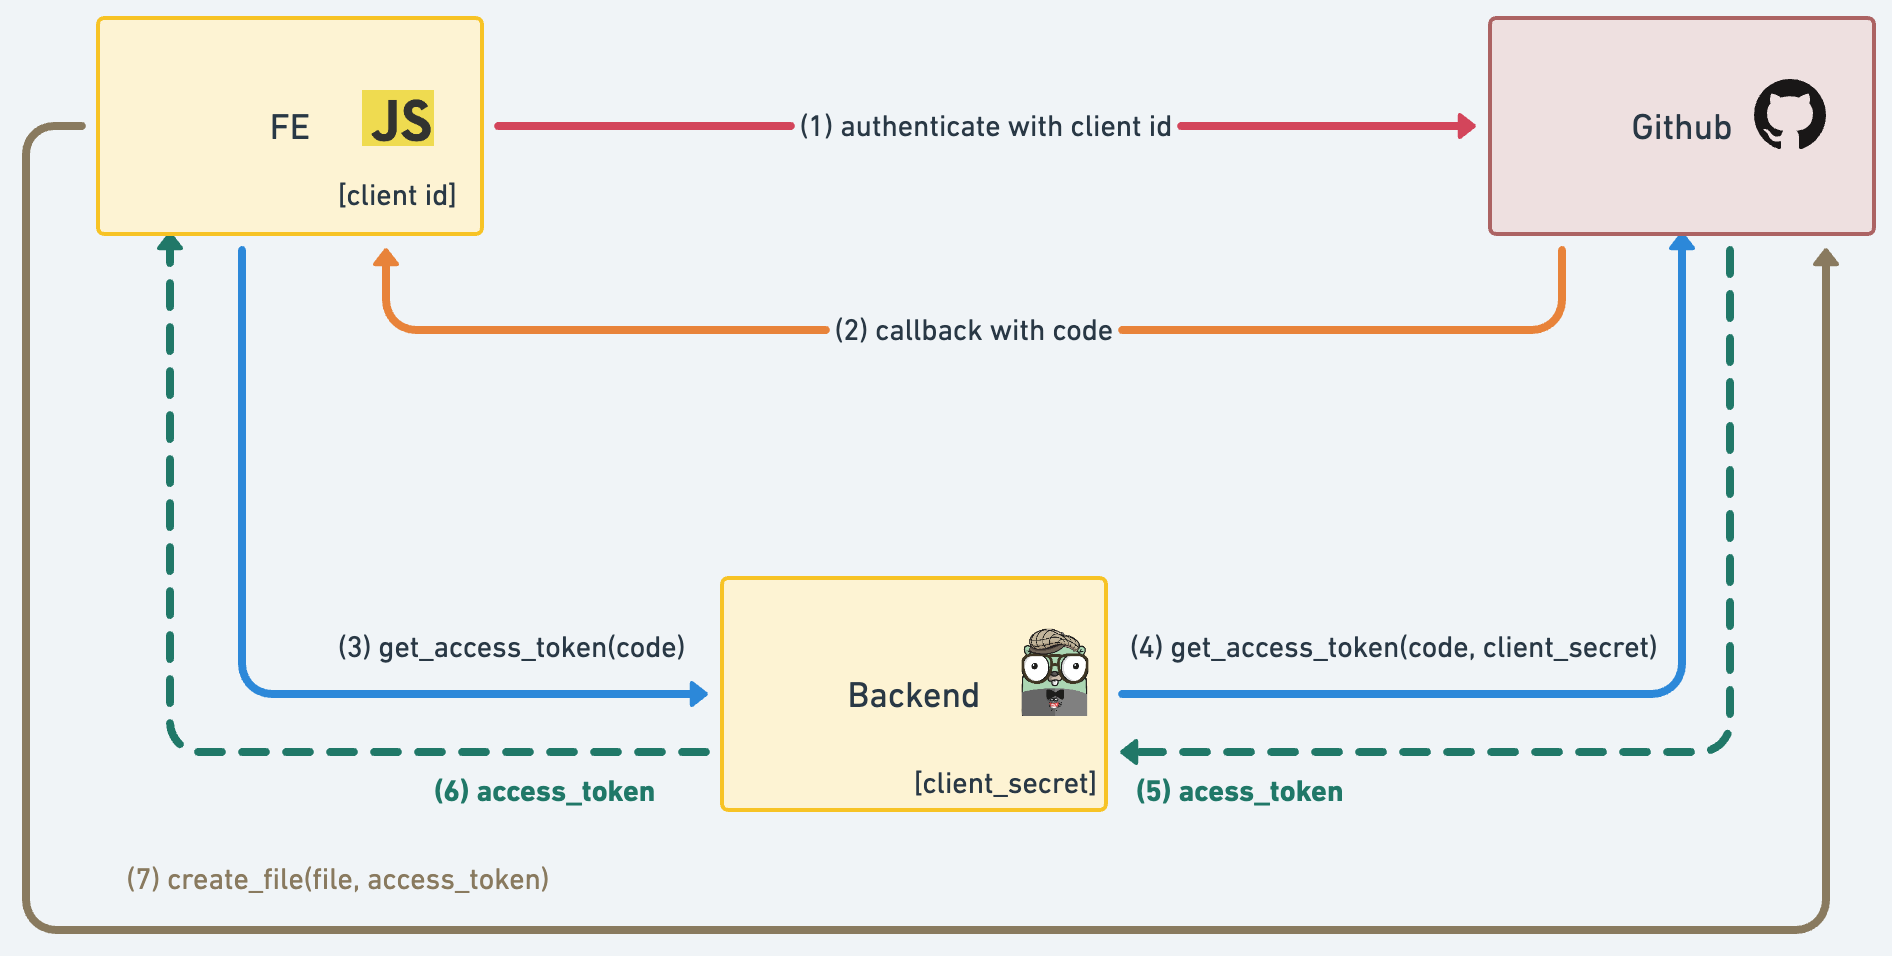 FE
JS
[client id]
(1) authenticate with client id
Github
(2) callback with code
(3) get_access_token(code)
Backend
[client_secret]
(4) get_access_token(code, client_secret)
(5) acess_token
(6) access_token
(7) create_file(file, access_token)